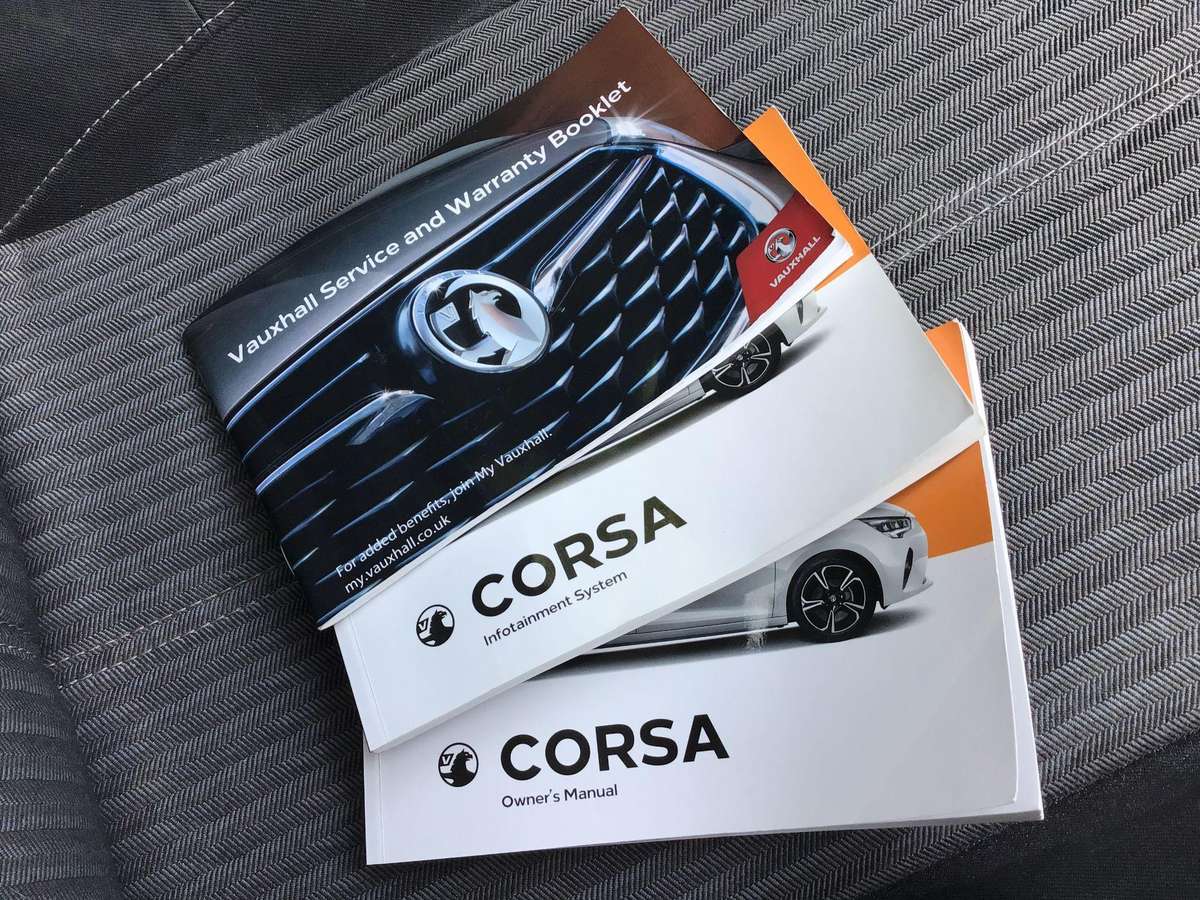 Vauxhall Service and Warranty Booklet
VAUXHALL
For added benefits, join My Vauxhall.
my.vauxhall.co.uk
CORSA
Infotainment System
CORSA
Owner's Manual